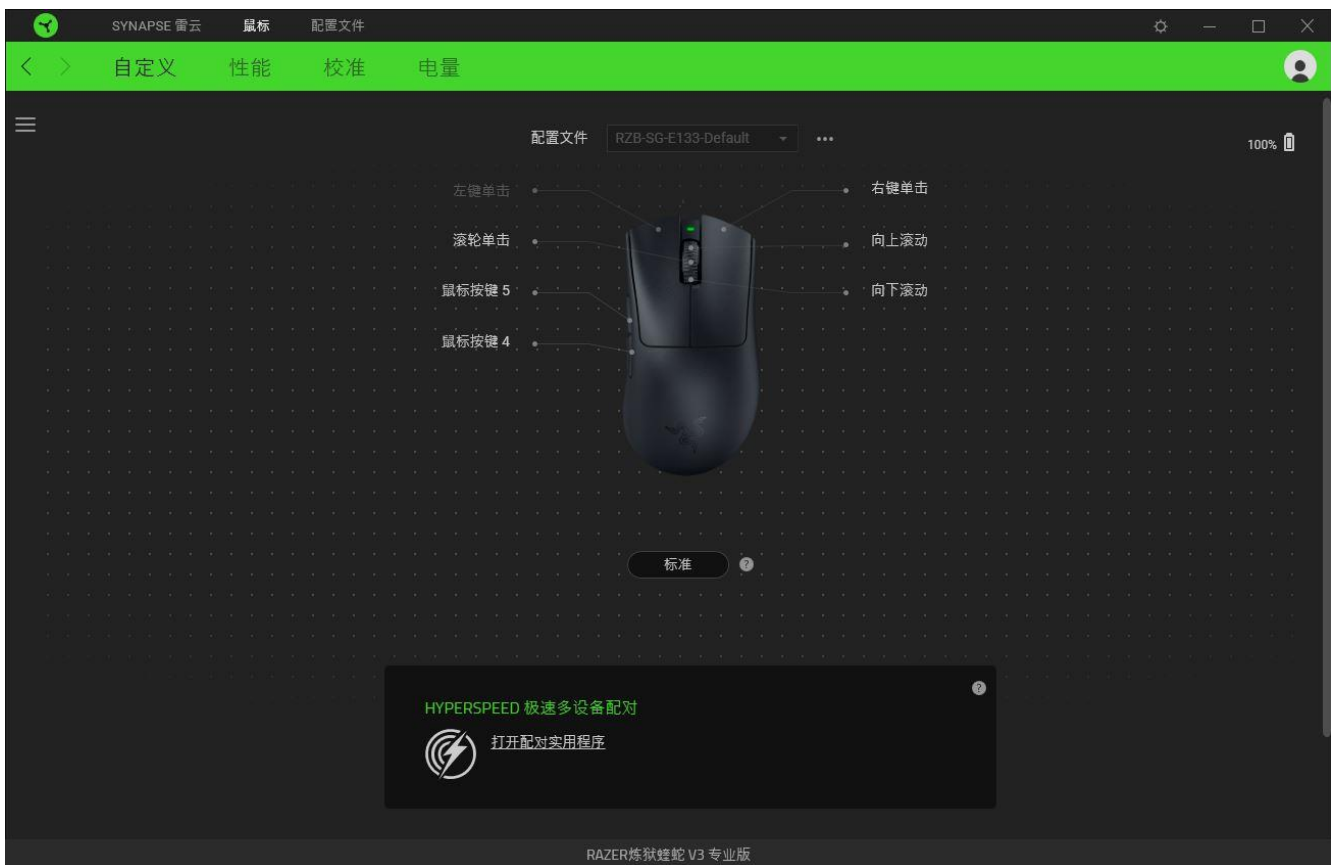 SYNAPSE 雷云 鼠标 配置文件
自定义 性能 校准 电量
配置文件 RZB-SG-E133-Default
100%
左键单击 右键单击
滚轮单击 向上滚动
鼠标按键 5 向下滚动
鼠标按键 4
标准 ?
?
HYPERSPEED 极速多设备配对
打开配对实用程序
RAZER炼狱蝰蛇 V3 专业版